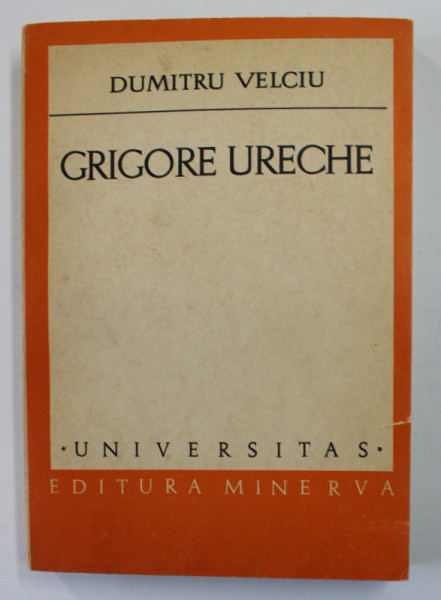 DUMITRU VELCIU
GRIGORE URECHE
· UNIVERSITAS ·
EDITURA MINERVA